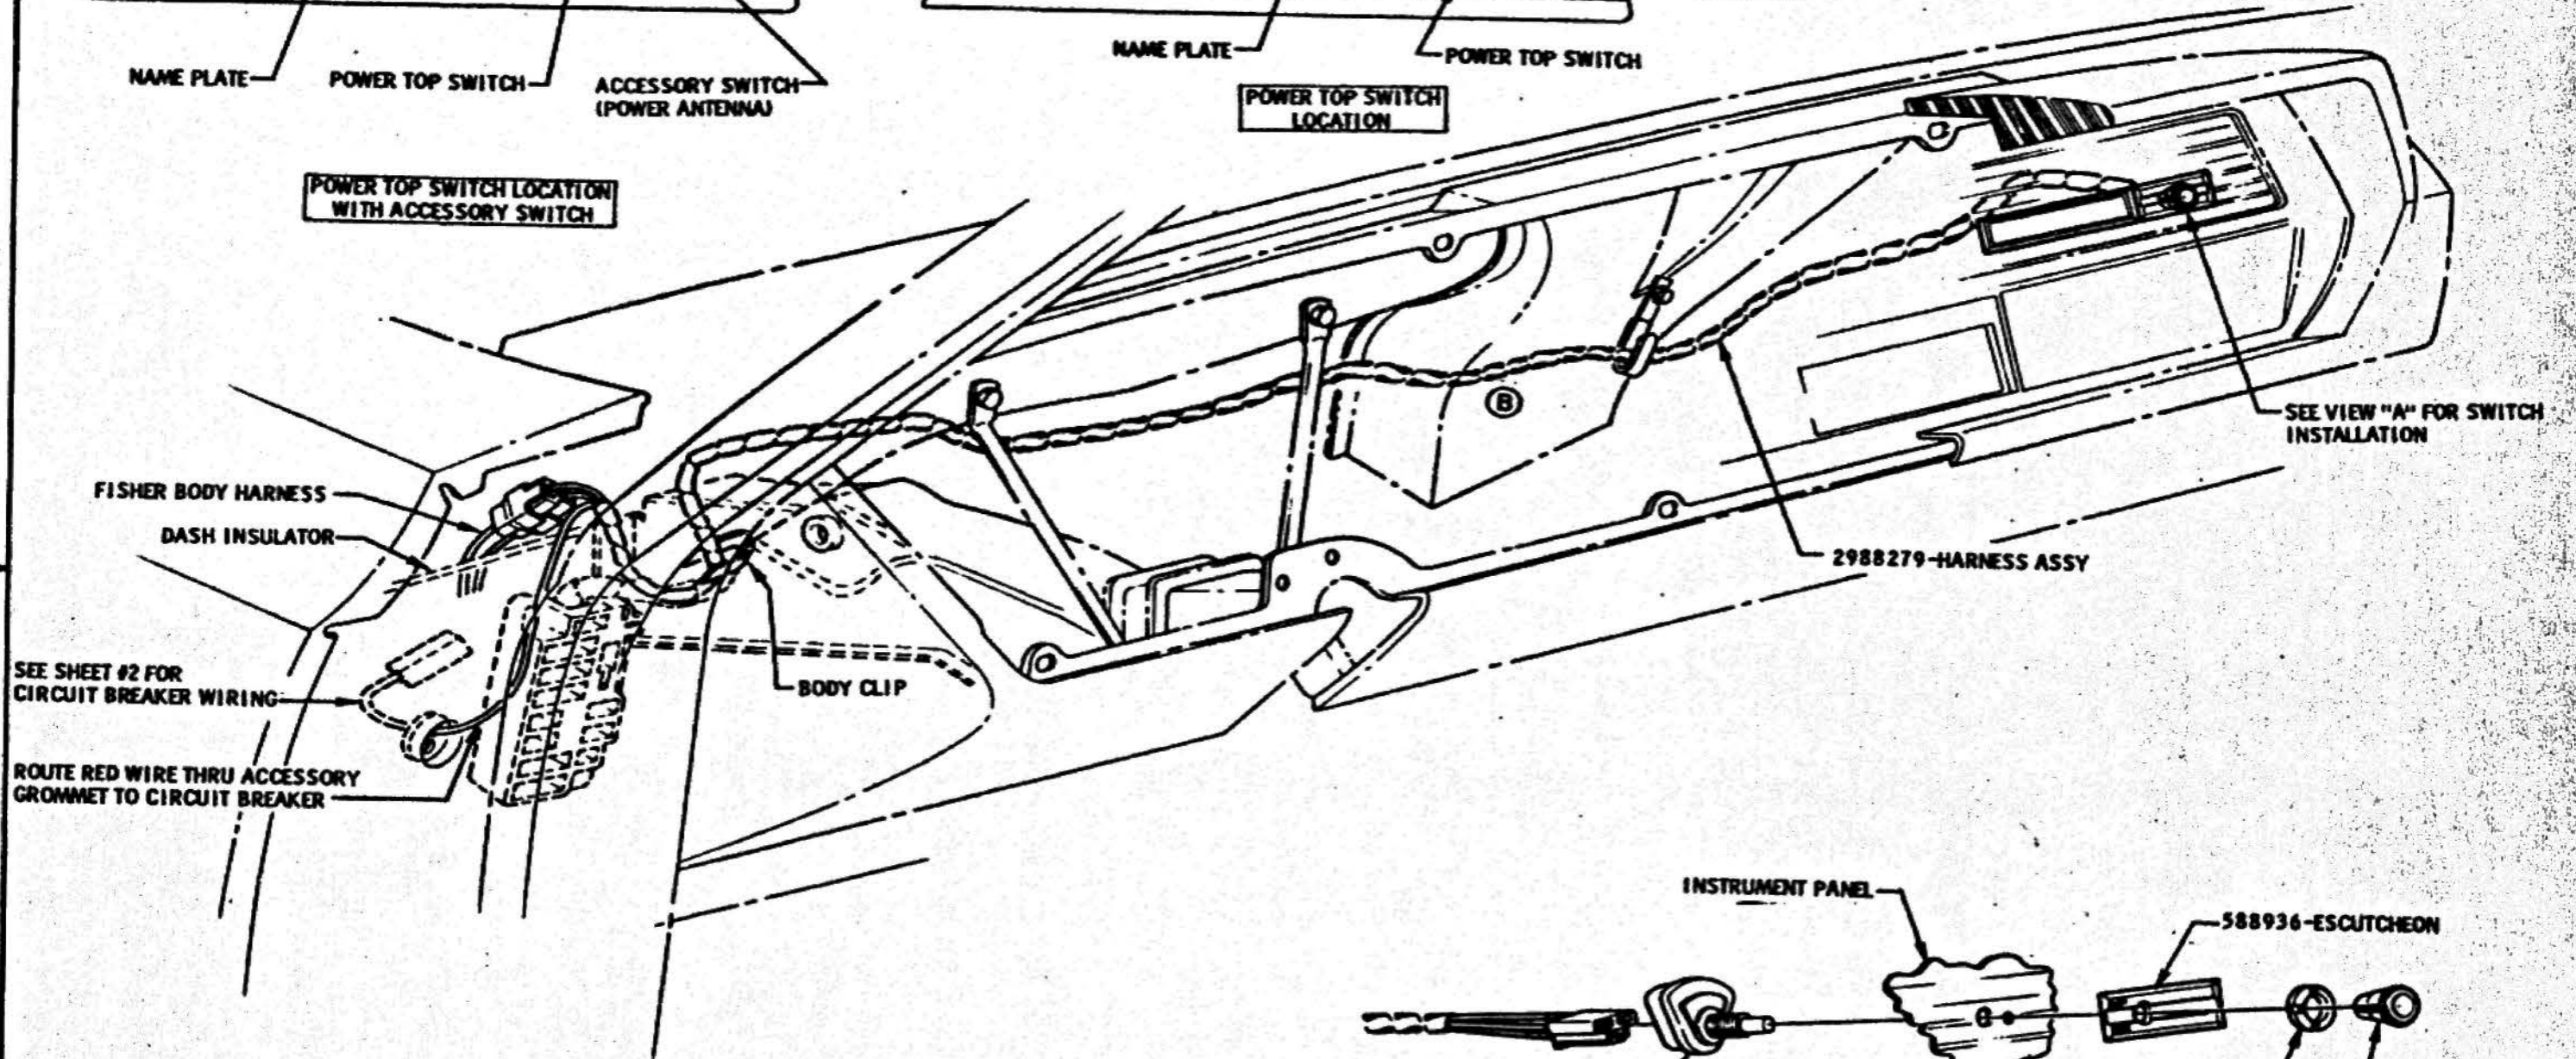 NAME PLATE
POWER TOP SWITCH
ACCESSORY SWITCH
(POWER ANTENNA)
NAME PLATE
POWER TOP SWITCH
POWER TOP SWITCH
LOCATION
POWER TOP SWITCH LOCATION
WITH ACCESSORY SWITCH
B
SEE VIEW "A" FOR SWITCH
INSTALLATION
FISHER BODY HARNESS
DASH INSULATOR
2988279-HARNESS ASSY
SEE SHEET #2 FOR
CIRCUIT BREAKER WIRING
BODY CLIP
ROUTE RED WIRE THRU ACCESSORY
GROMMET TO CIRCUIT BREAKER
INSTRUMENT PANEL
588936-ESCUTCHEON